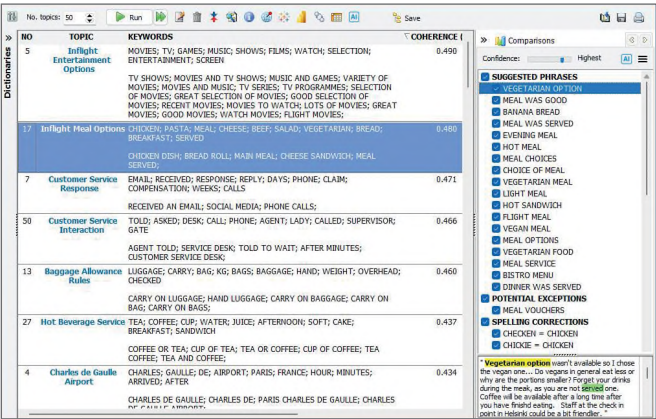 No. topics: 50 Run AI Save
Dictionaries
NO TOPIC KEYWORDS COHERENCE (
5 Inflight Entertainment Options MOVIES; TV; GAMES; MUSIC; SHOWS; FILMS; WATCH; SELECTION; 0.490
ENTERTAINMENT; SCREEN
TV SHOWS; MOVIES AND TV SHOWS; MUSIC AND GAMES; VARIETY OF
MOVIES; MOVIES AND MUSIC; TV SERIES; TV PROGRAMMES; SELECTION
OF MOVIES; GREAT SELECTION OF MOVIES; GOOD SELECTION OF
MOVIES; RECENT MOVIES; MOVIES TO WATCH; LOTS OF MOVIES; GREAT
MOVIES; GOOD MOVIES; WATCH MOVIES; FLIGHT MOVIES;
17 Inflight Meal Options CHICKEN; PASTA; MEAL; CHEESE; BEEF; SALAD; VEGETARIAN; BREAD; 0.480
BREAKFAST; SERVED
CHICKEN DISH; BREAD ROLL; MAIN MEAL; CHEESE SANDWICH; MEAL
SERVED;
7 Customer Service Response EMAIL; RECEIVED; RESPONSE; REPLY; DAYS; PHONE; CLAIM; 0.471
COMPENSATION; WEEKS; CALLS
RECEIVED AN EMAIL; SOCIAL MEDIA; PHONE CALLS;
50 Customer Service Interaction TOLD; ASKED; DESK; CALL; PHONE; AGENT; LADY; CALLED; SUPERVISOR; 0.466
GATE
AGENT TOLD; SERVICE DESK; TOLD TO WAIT; AFTER MINUTES;
CUSTOMER SERVICE DESK;
13 Baggage Allowance Rules LUGGAGE; CARRY; BAG; KG; BAGS; BAGGAGE; HAND; WEIGHT; OVERHEAD; 0.460
CHECKED
CARRY ON LUGGAGE; HAND LUGGAGE; CARRY ON BAGGAGE; CARRY ON
BAG; CARRY ON BAGS;
27 Hot Beverage Service TEA; COFFEE; CUP; WATER; JUICE; AFTERNOON; SOFT; CAKE; 0.437
BREAKFAST; SANDWICH
COFFEE OR TEA; CUP OF TEA; TEA OR COFFEE; CUP OF COFFEE; TEA
COFFEE; TEA AND COFFEE;
4 Charles de Gaulle Airport CHARLES; GAULLE; DE; AIRPORT; PARIS; FRANCE; HOUR; MINUTES; 0.434
ARRIVED; AFTER
CHARLES DE GAULLE; CHARLES DE; PARIS CHARLES DE GAULLE; CHARLES
DE GAULLE AIRPORT;
Comparisons
Confidence: Highest AI
SUGGESTED PHRASES
VEGETARIAN OPTION
MEAL WAS GOOD
BANANA BREAD
MEAL WAS SERVED
EVENING MEAL
HOT MEAL
MEAL CHOICES
CHOICE OF MEAL
VEGETARIAN MEAL
LIGHT MEAL
HOT SANDWICH
FLIGHT MEAL
VEGAN MEAL
MEAL OPTIONS
VEGETARIAN FOOD
MEAL SERVICE
BISTRO MENU
DINNER WAS SERVED
POTENTIAL EXCEPTIONS
MEAL VOUCHERS
SPELLING CORRECTIONS
CHECKEN = CHICKEN
CHICKIE = CHICKEN
" Vegetarian option wasn't available so I chose
the vegan one... Do vegans in general eat less or
why are the portions smaller? Forget your drinks
during the meal, as you are not served one.
Coffee will be available after a long time after
you have finishd eating. Staff at the check in
point in Helsinki could be a bit friendlier. "